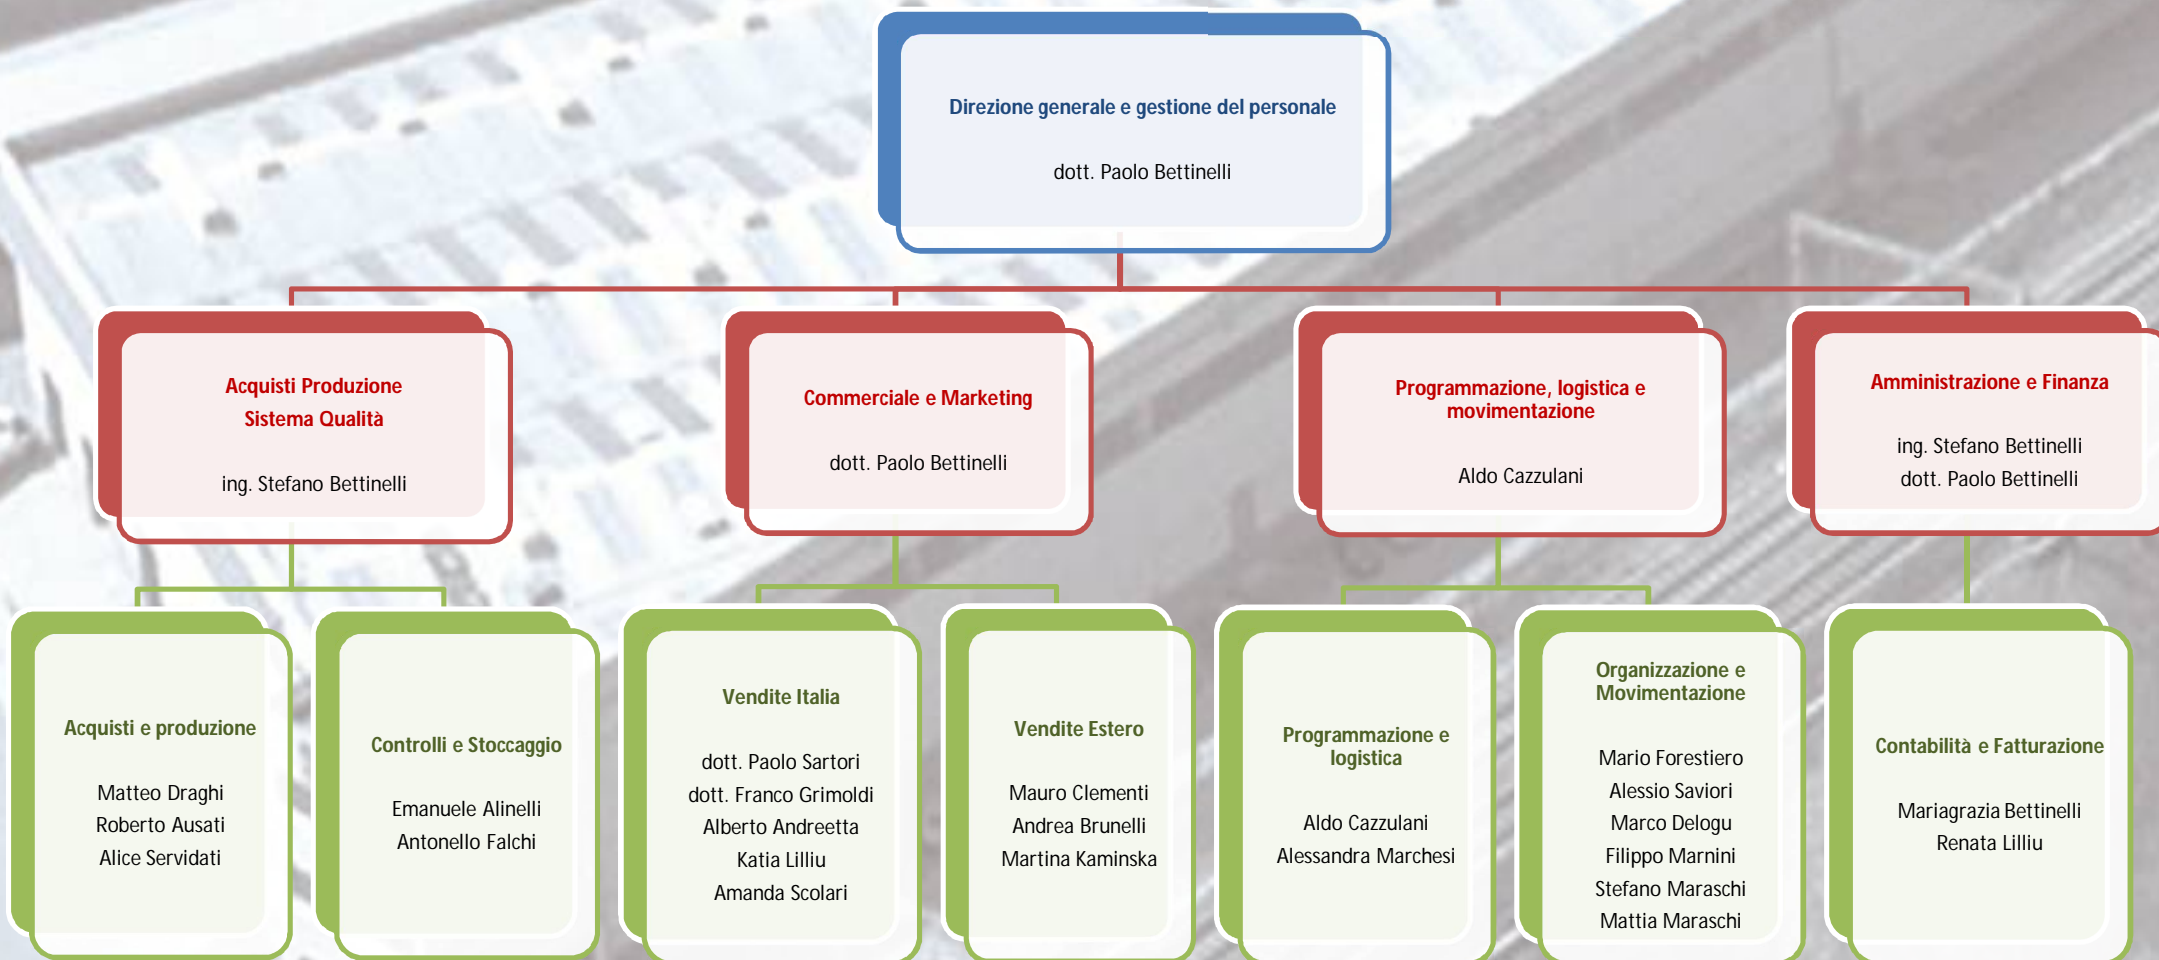 Direzione generale e gestione del personale
dott. Paolo Bettinelli
Acquisti Produzione
Sistema Qualità
ing. Stefano Bettinelli
Commerciale e Marketing
dott. Paolo Bettinelli
Programmazione, logistica e
movimentazione
Aldo Cazzulani
Amministrazione e Finanza
ing. Stefano Bettinelli
dott. Paolo Bettinelli
Acquisti e produzione
Matteo Draghi
Roberto Ausati
Alice Servidati
Controlli e Stoccaggio
Emanuele Alinelli
Antonello Falchi
Vendite Italia
dott. Paolo Sartori
dott. Franco Grimoldi
Alberto Andreetta
Katia Lilliu
Amanda Scolari
Vendite Estero
Mauro Clementi
Andrea Brunelli
Martina Kaminska
Programmazione e
logistica
Aldo Cazzulani
Alessandra Marchesi
Organizzazione e
Movimentazione
Mario Forestiero
Alessio Saviori
Marco Delogu
Filippo Marnini
Stefano Maraschi
Mattia Maraschi
Contabilità e Fatturazione
Mariagrazia Bettinelli
Renata Lilliu